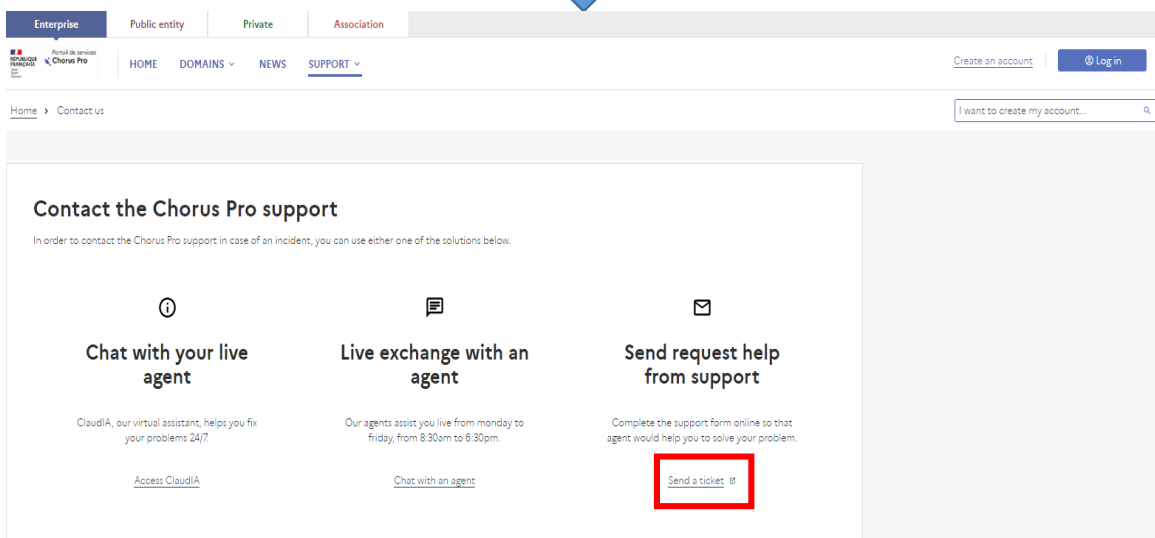 Enterprise
Public entity
Private
Association
RÉPUBLIQUE
FRANÇAISE
Portail de services
Chorus Pro
HOME
DOMAINS
NEWS
SUPPORT
Create an account
Log in
Home > Contact us
I want to create my account...
Contact the Chorus Pro support
In order to contact the Chorus Pro support in case of an incident, you can use either one of the solutions below.
Chat with your live
agent
ClaudIA, our virtual assistant, helps you fix
your problems 24/7.
Access ClaudIA
Live exchange with an
agent
Our agents assist you live from monday to
friday, from 8:30am to 6:30pm.
Chat with an agent
Send request help
from support
Complete the support form online so that
agent would help you to solve your problem.
Send a ticket